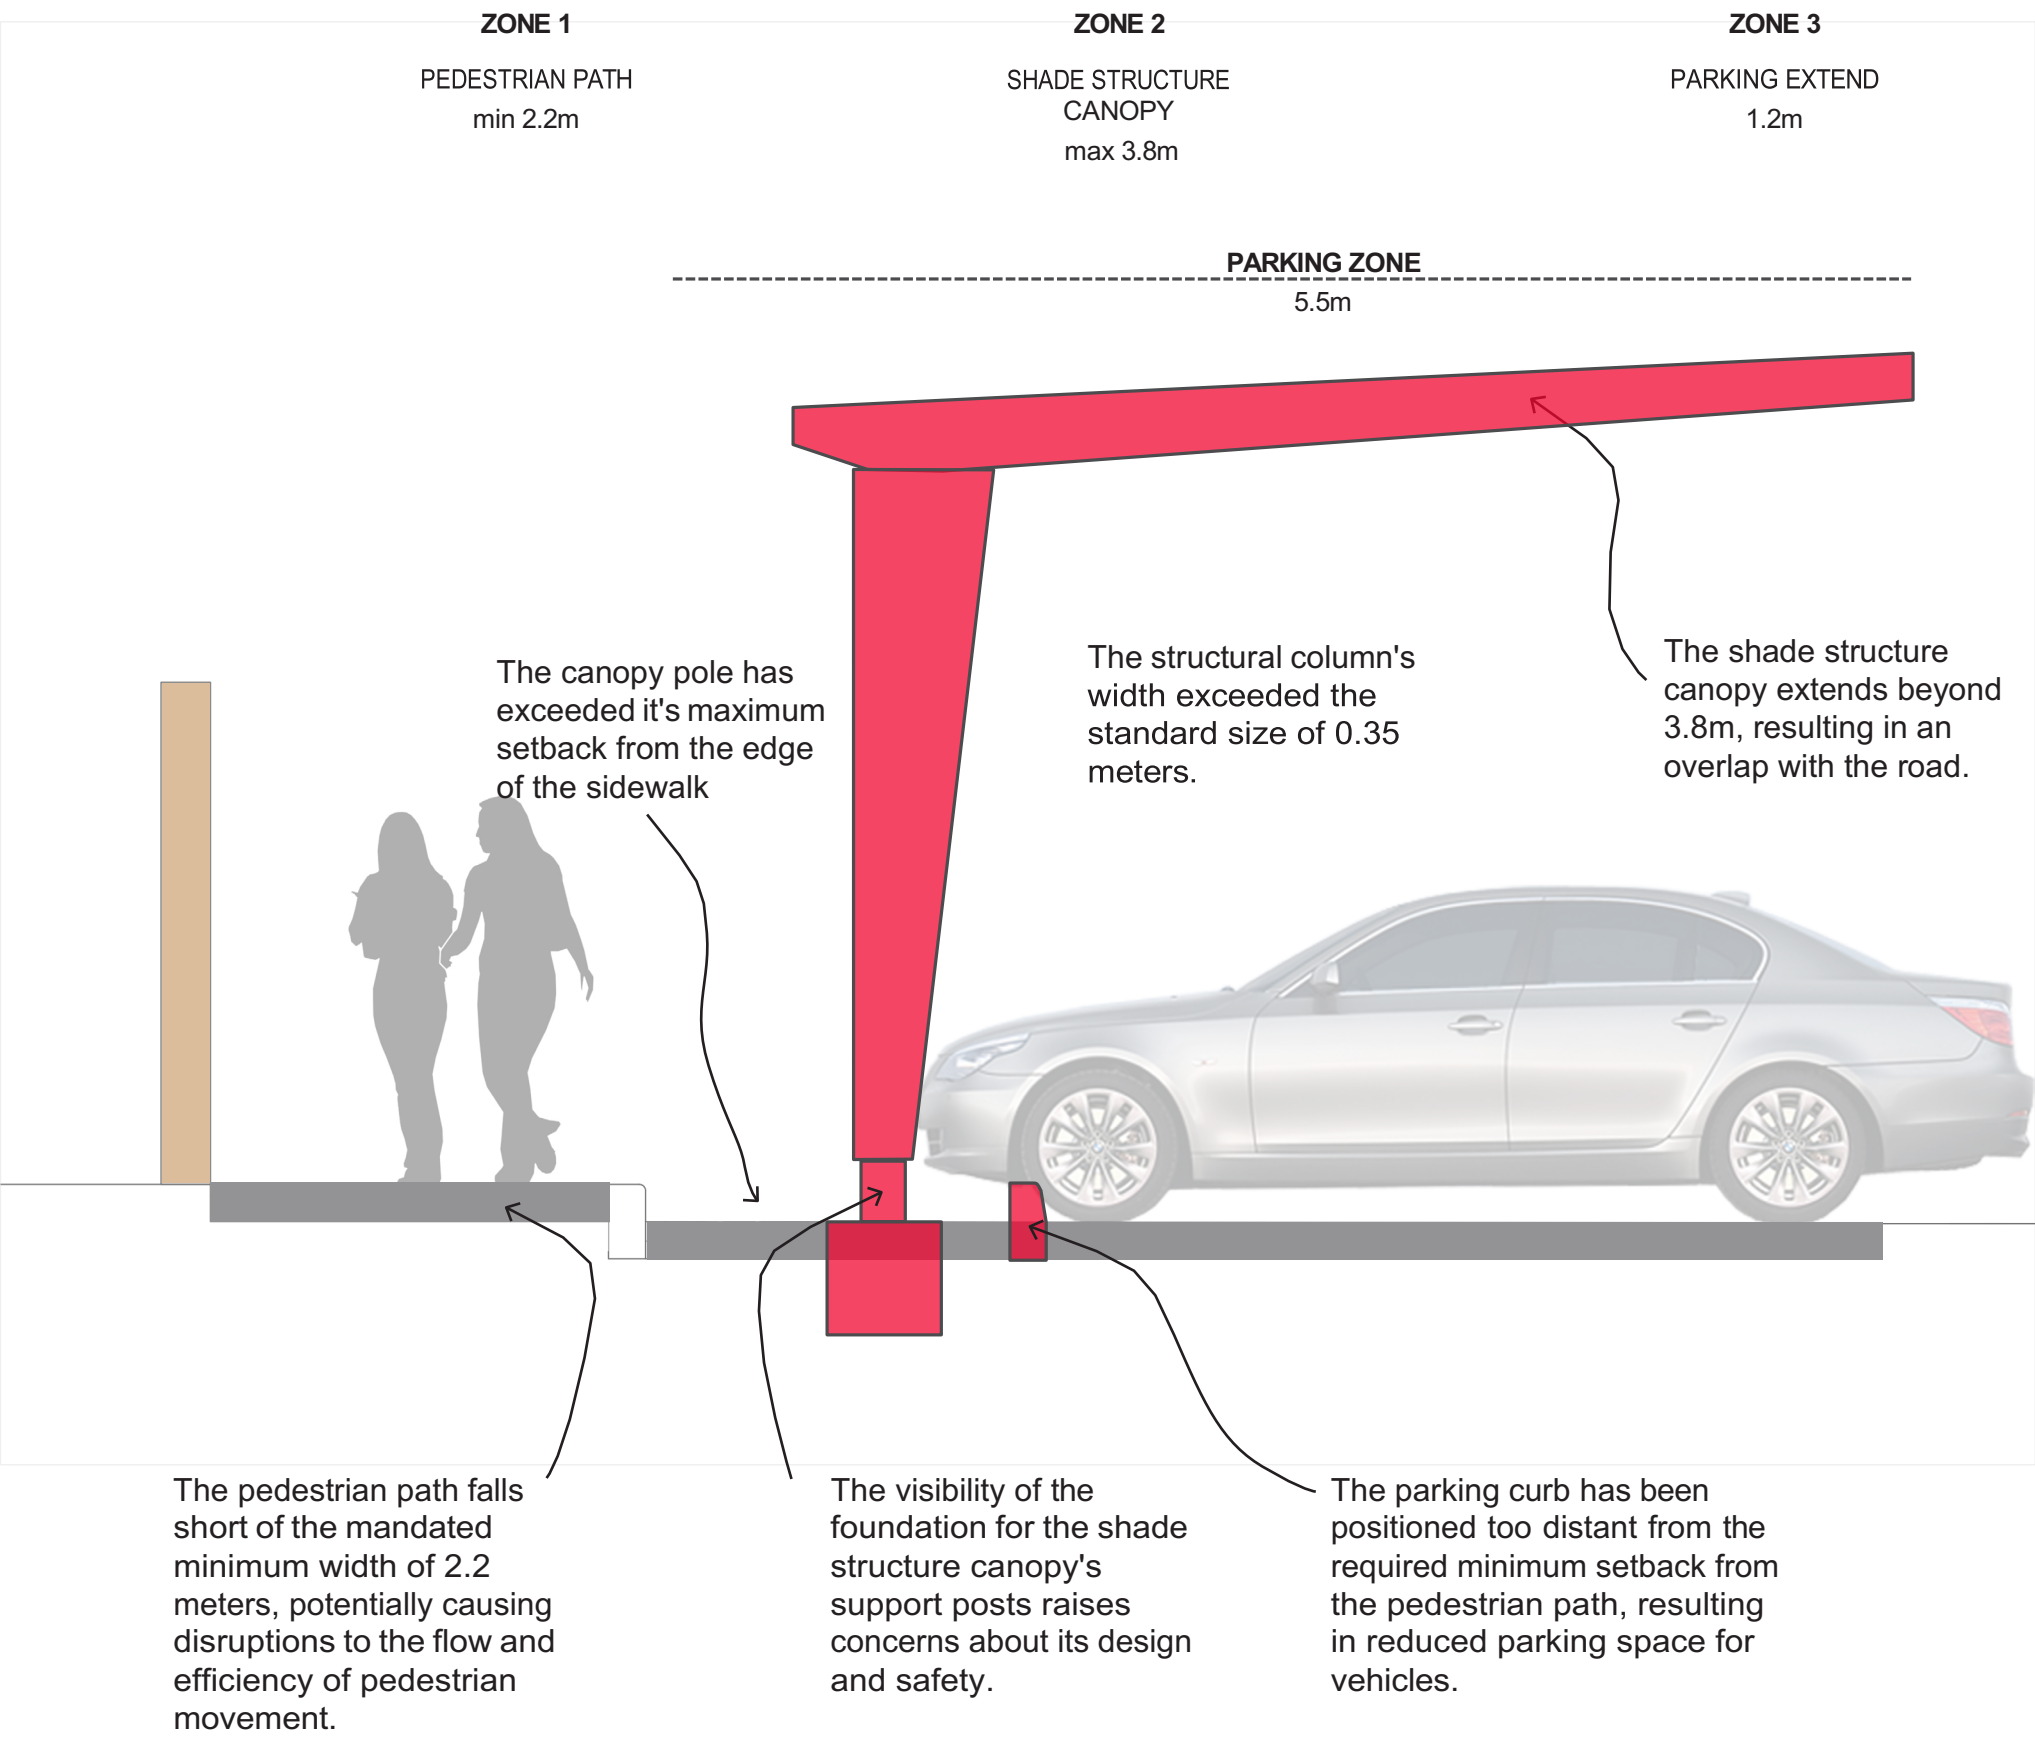 ZONE 1
PEDESTRIAN PATH
min 2.2m
ZONE 2
SHADE STRUCTURE
CANOPY
max 3.8m
ZONE 3
PARKING EXTEND
1.2m
PARKING ZONE
5.5m
The canopy pole has
exceeded it's maximum
setback from the edge
of the sidewalk
The structural column's
width exceeded the
standard size of 0.35
meters.
The shade structure
canopy extends beyond
3.8m, resulting in an
overlap with the road.
The pedestrian path falls
short of the mandated
minimum width of 2.2
meters, potentially causing
disruptions to the flow and
efficiency of pedestrian
movement.
The visibility of the
foundation for the shade
structure canopy's
support posts raises
concerns about its design
and safety.
The parking curb has been
positioned too distant from the
required minimum setback from
the pedestrian path, resulting
in reduced parking space for
vehicles.